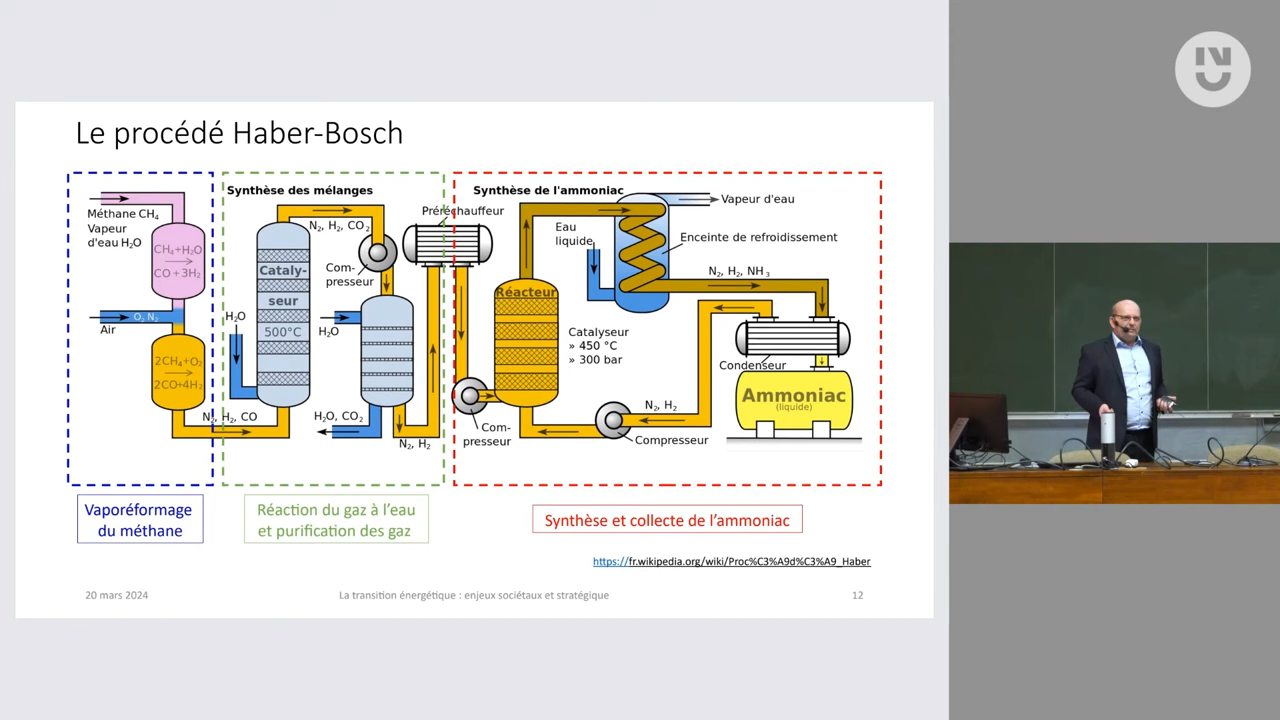 Le procédé Haber-Bosch
Méthane CH4
Vapeur
d'eau H2O
CH4+H2O
CO + 3H2
O2 N2
Air
2CH4+O2
2CO+4H2
N2, H2, CO
Synthèse des mélanges
N2, H2, CO2
Cataly-
seur
500°C
H2O
Com-
presseur
H2O
H2O, CO2
N2, H2
Préréchauffeur
Synthèse de l'ammoniac
Réacteur
Com-
presseur
Eau
liquide
Vapeur d'eau
Enceinte de refroidissement
N2, H2, NH3
Catalyseur
» 450 °C
» 300 bar
N2, H2
Compresseur
Condenseur
Ammoniac
(liquide)
Vaporéformage
du méthane
Réaction du gaz à l'eau
et purification des gaz
Synthèse et collecte de l'ammoniac
https://fr.wikipedia.org/wiki/Proc%C3%A9d%C3%A9_Haber
20 mars 2024
La transition énergétique : enjeux sociétaux et stratégique
12
INU